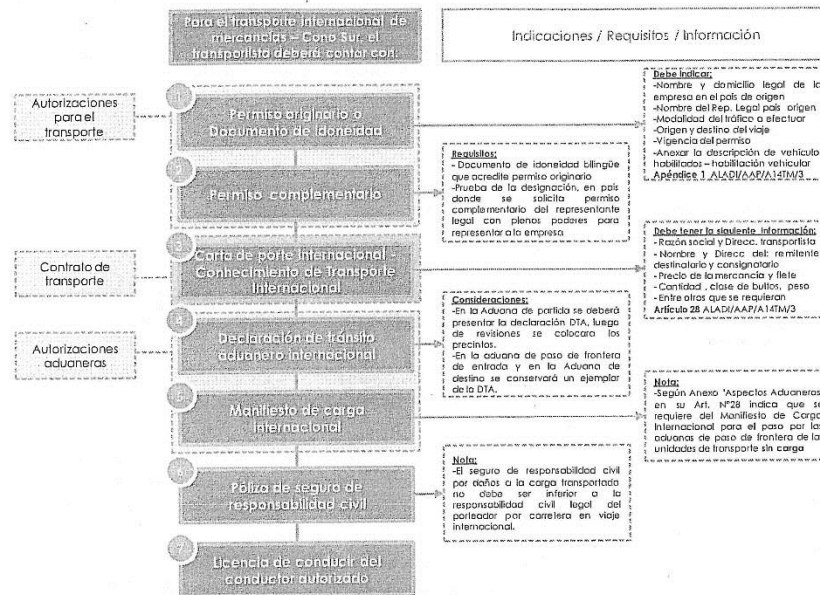 Para el transporte internacional de
mercancías – Cono Sur, el
transportista deberá contar con:
Indicaciones / Requisitos / Información
Autorizaciones
para el
transporte
1
Permiso originario o
Documento de idoneidad
Debe indicar:
-Nombre y domicilio legal de la
empresa en el país de origen
-Nombre del Rep. Legal país origen
-Modalidad del tráfico a efectuar
-Origen y destino del viaje
-Vigencia del permiso
-Anexar la descripción de vehículo
habilitados – habilitación vehicular
Apéndice 1 ALADI/AAP/A14TM/3
2
Permiso complementario
Requisitos:
- Documento de idoneidad bilingüe
que acredite permiso originario
-Prueba de la designación, en país
donde se solicita permiso
complementario del representante
legal con plenos poderes para
representar a la empresa
Contrato de
transporte
3
Carta de porte internacional -
Conhecimiento de Transporte
Internacional
Debe tener la siguiente información:
- Razón social y Direcc. transportista
- Nombre y Direcc del: remitente
destinatario y consignatario
- Precio de la mercancía y flete
- Cantidad , clase de bultos, peso
- Entre otros que se requieran
Artículo 28 ALADI/AAP/A14TM/3
Autorizaciones
aduaneras
4
Declaración de tránsito
aduanero internacional
Consideraciones:
-En la Aduana de partida se deberá
presentar la declaración DTA, luego
de revisiones se colocara los
precintos.
-En la aduana de paso de frontera
de entrada y en la Aduana de
destino se conservará un ejemplar
de la DTA.
5
Manifiesto de carga
internacional
Nota:
-Según Anexo "Aspectos Aduaneros
en su Art. N°28 indica que se
requiere del Manifiesto de Carga
Internacional para el paso por las
aduanas de paso de frontera de las
unidades de transporte sin carga
6
Póliza de seguro de
responsabilidad civil
Nota:
-El seguro de responsabilidad civil
por daños a la carga transportada
no debe ser inferior a la
responsabilidad civil legal del
porteador por carretera en viaje
internacional.
7
Licencia de conducir del
conductor autorizado